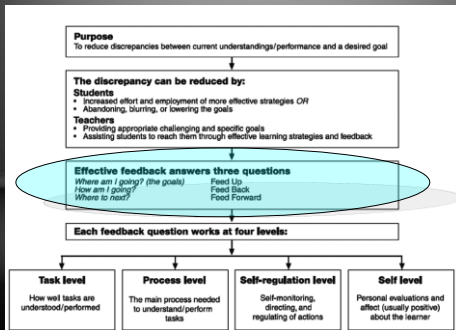 Purpose
To reduce discrepancies between current understandings/performance and a desired goal
The discrepancy can be reduced by:
Students
• Increased effort and employment of more effective strategies OR
• Abandoning, blurring, or lowering the goals
Teachers
• Providing appropriate challenging and specific goals
• Assisting students to reach them through effective learning strategies and feedback
Effective feedback answers three questions
Where am I going? (the goals) Feed Up
How am I going? Feed Back
Where to next? Feed Forward
Each feedback question works at four levels:
Task level
How well tasks are
understood/performed
Process level
The main process needed
to understand/perform
tasks
Self-regulation level
Self-monitoring,
directing, and
regulating of actions
Self level
Personal evaluations and
affect (usually positive)
about the learner